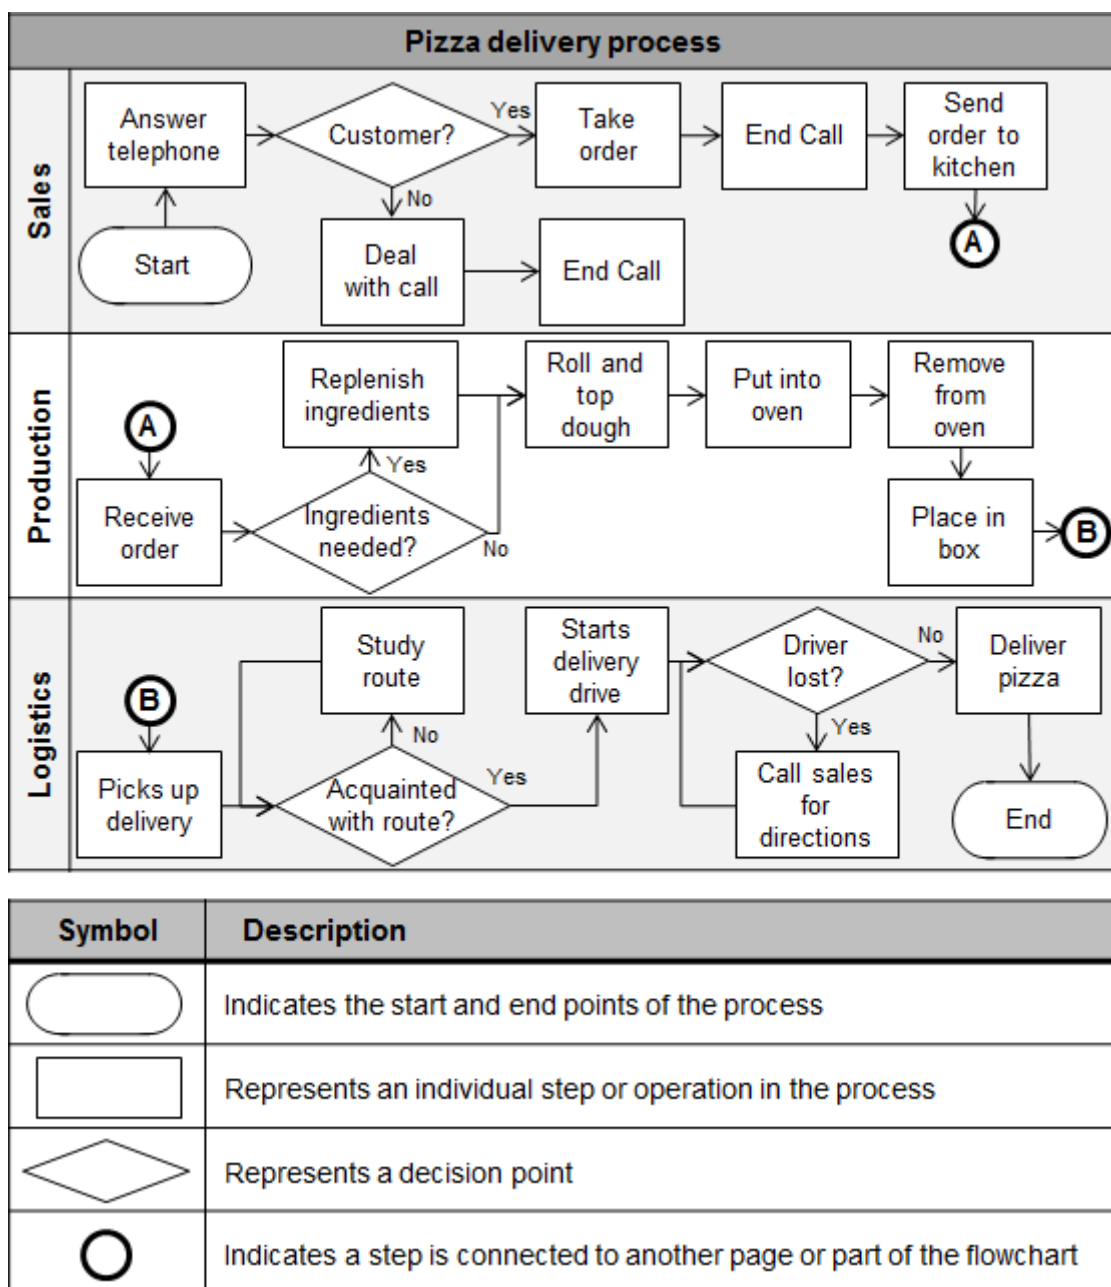 Pizza delivery process
Sales
Answer
telephone
Customer?
Yes
Take
order
End Call
Send
order to
kitchen
Start
No
Deal
with call
End Call
A
Production
A
Replenish
ingredients
Roll and
top
dough
Put into
oven
Remove
from
oven
Yes
Receive
order
Ingredients
needed?
No
Place in
box
B
Logistics
B
Study
route
Starts
delivery
drive
Driver
lost?
No
Deliver
pizza
No
Yes
Picks up
delivery
Acquainted
with route?
Yes
Call sales
for
directions
End
Symbol
Description
Indicates the start and end points of the process
Represents an individual step or operation in the process
Represents a decision point
Indicates a step is connected to another page or part of the flowchart